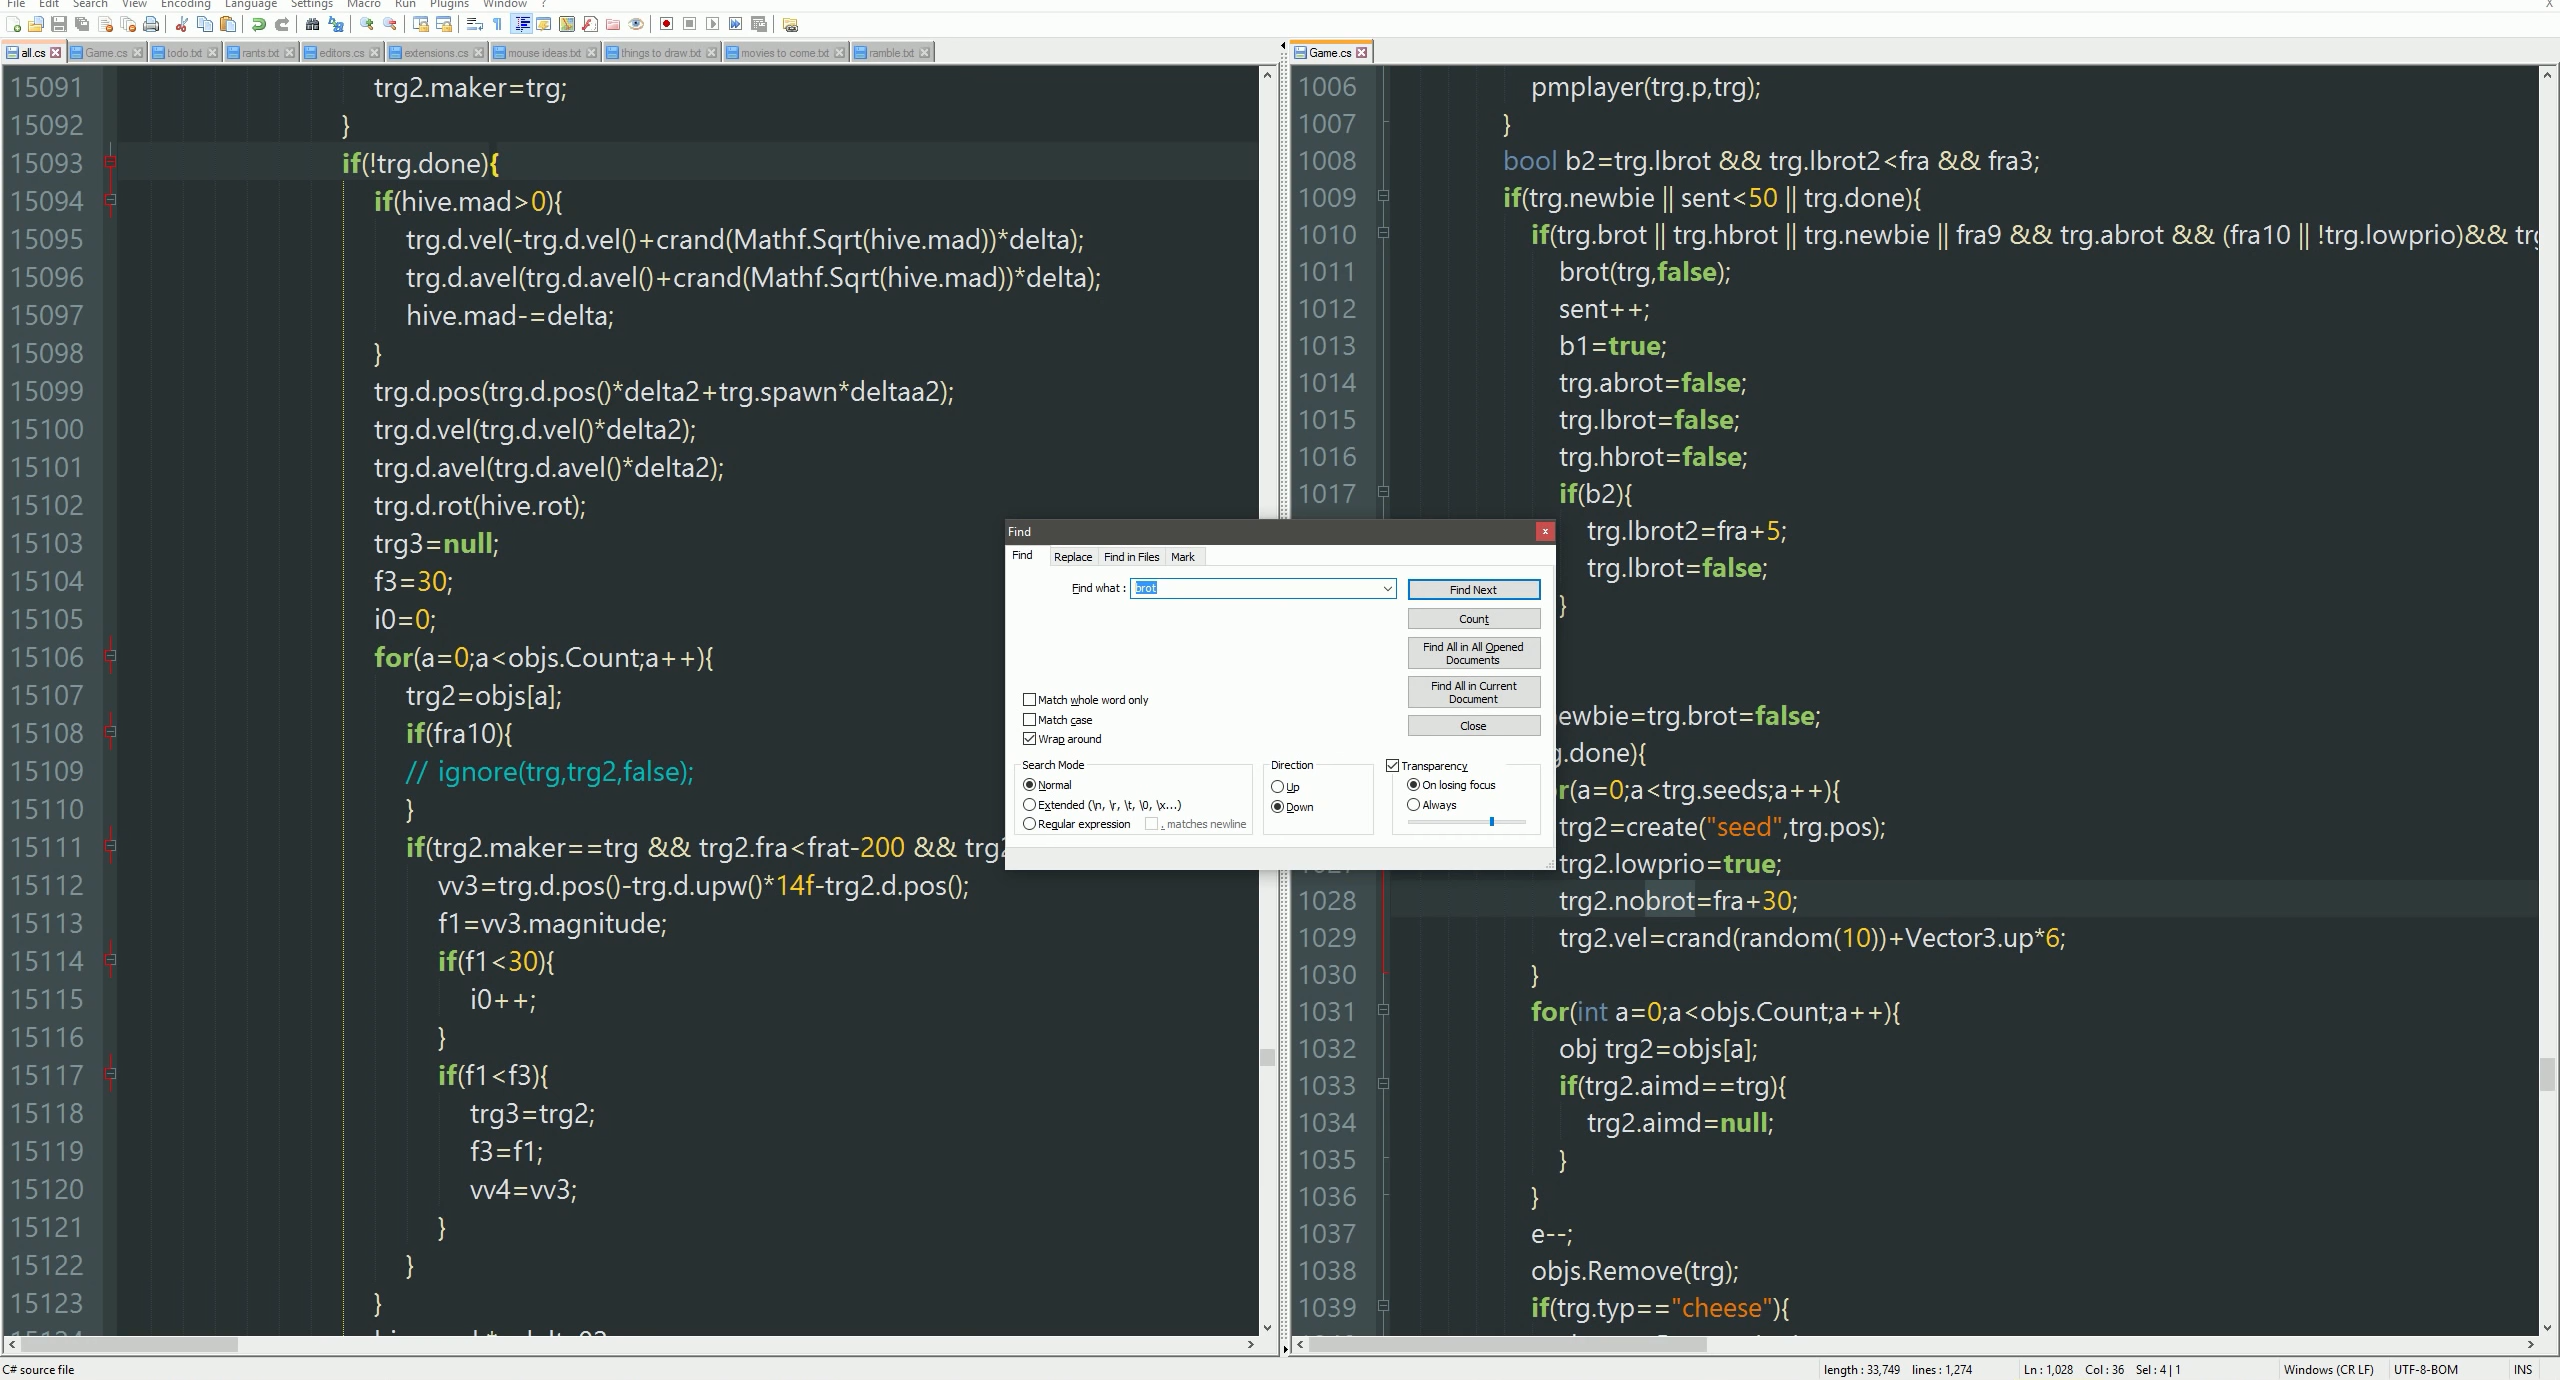 File Edit Search View Encoding Language Settings Macro Run Plugins Window ? X
all.cs Game.cs todo.txt rants.txt editors.cs extensions.cs mouse ideas.txt things to draw.txt movies to come.txt ramble.txt
15091 trg2.maker=trg;
15092 }
15093 if(!trg.done){
15094 if(hive.mad>0){
15095 trg.d.vel(-trg.d.vel()+crand(Mathf.Sqrt(hive.mad))*delta);
15096 trg.d.avel(trg.d.avel()+crand(Mathf.Sqrt(hive.mad))*delta);
15097 hive.mad-=delta;
15098 }
15099 trg.d.pos(trg.d.pos()*delta2+trg.spawn*deltaa2);
15100 trg.d.vel(trg.d.vel()*delta2);
15101 trg.d.avel(trg.d.avel()*delta2);
15102 trg.d.rot(hive.rot);
15103 trg3=null;
15104 f3=30;
15105 i0=0;
15106 for(a=0;a<objs.Count;a++){
15107 trg2=objs[a];
15108 if(fra10){
15109 // ignore(trg,trg2,false);
15110 }
15111 if(trg2.maker==trg && trg2.fra<frat-200 && trg2
15112 vv3=trg.d.pos()-trg.d.upw()*14f-trg2.d.pos();
15113 f1=vv3.magnitude;
15114 if(f1<30){
15115 i0++;
15116 }
15117 if(f1<f3){
15118 trg3=trg2;
15119 f3=f1;
15120 vv4=vv3;
15121 }
15122 }
15123 }
Game.cs
1006 pmplayer(trg.p,trg);
1007 }
1008 bool b2=trg.lbrot && trg.lbrot2<fra && fra3;
1009 if(trg.newbie || sent<50 || trg.done){
1010 if(trg.brot || trg.hbrot || trg.newbie || fra9 && trg.abrot && (fra10 || !trg.lowprio)&& trg
1011 brot(trg,false);
1012 sent++;
1013 b1=true;
1014 trg.abrot=false;
1015 trg.lbrot=false;
1016 trg.hbrot=false;
1017 if(b2){
trg.lbrot2=fra+5;
trg.lbrot=false;
}
ewbie=trg.brot=false;
.done){
r(a=0;a<trg.seeds;a++){
trg2=create("seed",trg.pos);
trg2.lowprio=true;
1028 trg2.nobrot=fra+30;
1029 trg2.vel=crand(random(10))+Vector3.up*6;
1030 }
1031 for(int a=0;a<objs.Count;a++){
1032 obj trg2=objs[a];
1033 if(trg2.aimd==trg){
1034 trg2.aimd=null;
1035 }
1036 }
1037 e--;
1038 objs.Remove(trg);
1039 if(trg.typ=="cheese"){
Find x
Find Replace Find in Files Mark
Find what : brot Find Next
Count
Find All in All Opened
Documents
Find All in Current
Document
Close
Match whole word only
Match case
Wrap around
Search Mode
Normal
Extended (\n, \r, \t, \0, \x...)
Regular expression . matches newline
Direction
Up
Down
Transparency
On losing focus
Always
C# source file length : 33,749 lines : 1,274 Ln : 1,028 Col : 36 Sel : 4 | 1 Windows (CR LF) UTF-8-BOM INS